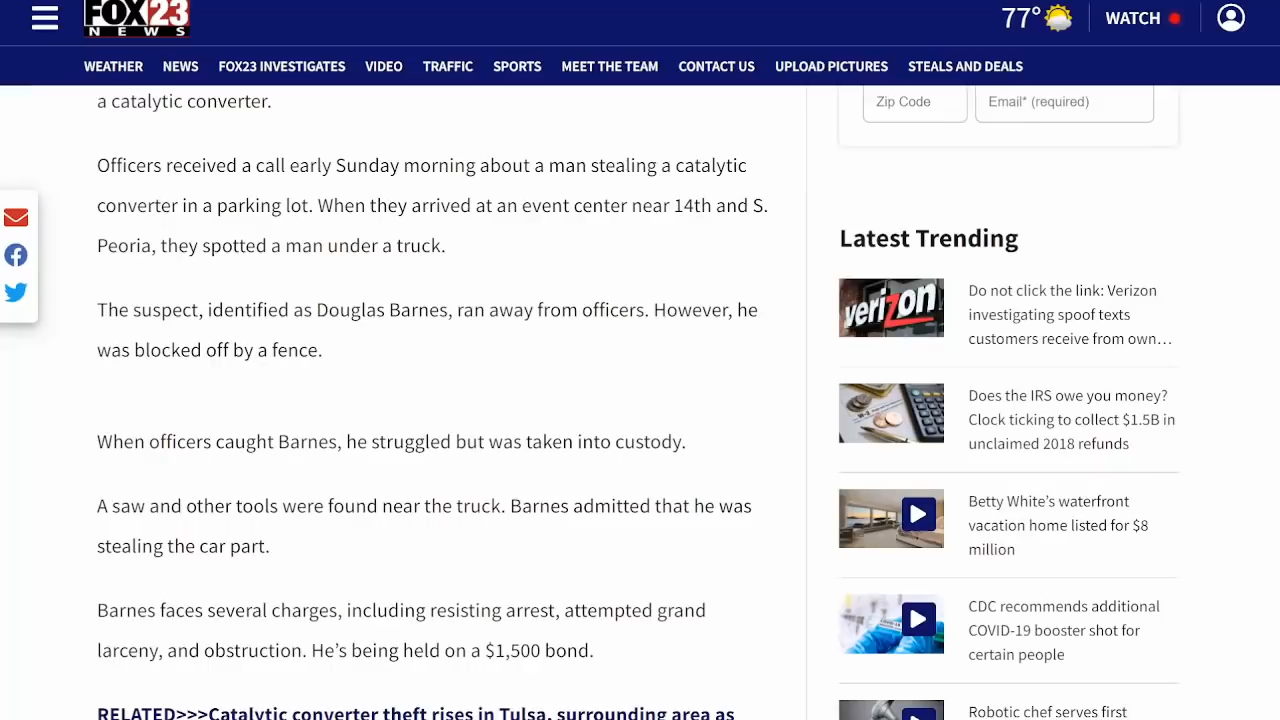 FOX23
NEWS
77°
WATCH
WEATHER NEWS FOX23 INVESTIGATES VIDEO TRAFFIC SPORTS MEET THE TEAM CONTACT US UPLOAD PICTURES STEALS AND DEALS
a catalytic converter.
Officers received a call early Sunday morning about a man stealing a catalytic
converter in a parking lot. When they arrived at an event center near 14th and S.
Peoria, they spotted a man under a truck.
The suspect, identified as Douglas Barnes, ran away from officers. However, he
was blocked off by a fence.
When officers caught Barnes, he struggled but was taken into custody.
A saw and other tools were found near the truck. Barnes admitted that he was
stealing the car part.
Barnes faces several charges, including resisting arrest, attempted grand
larceny, and obstruction. He’s being held on a $1,500 bond.
RELATED>>>Catalytic converter theft rises in Tulsa, surrounding area as
Zip Code
Email* (required)
Latest Trending
verizon
Do not click the link: Verizon
investigating spoof texts
customers receive from own…
Does the IRS owe you money?
Clock ticking to collect $1.5B in
unclaimed 2018 refunds
Betty White’s waterfront
vacation home listed for $8
million
CDC recommends additional
COVID-19 booster shot for
certain people
Robotic chef serves first